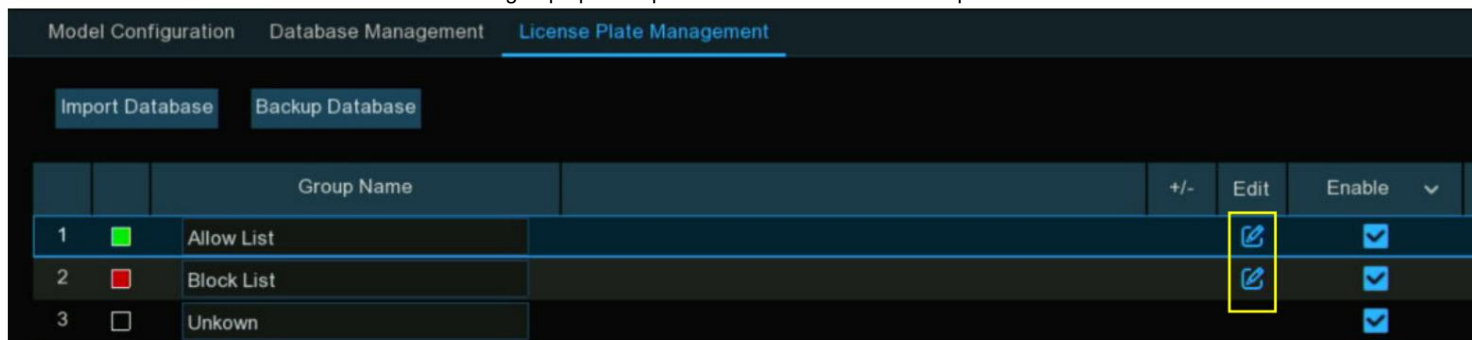 Model Configuration Database Management License Plate Management
Import Database Backup Database
Group Name +/- Edit Enable
1 Allow List
2 Block List
3 Unkown